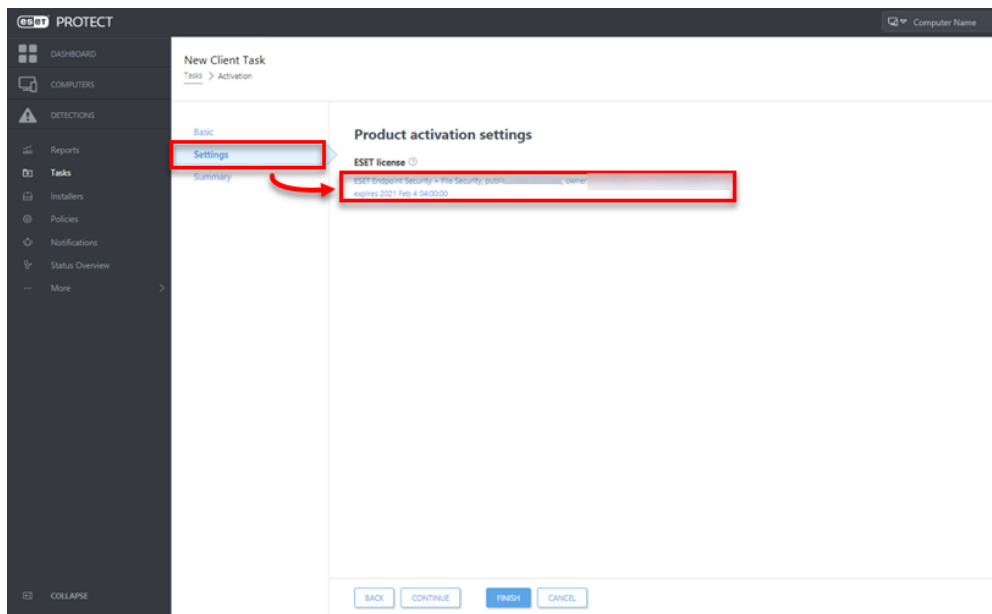 eset PROTECT
Computer Name
DASHBOARD
COMPUTERS
DETECTIONS
Reports
Tasks
Installers
Policies
Notifications
Status Overview
More
COLLAPSE
New Client Task
Tasks > Activation
Basic
Settings
Summary
Product activation settings
ESET license
ESET Endpoint Security + File Security, public , owner
expires 2021 Feb 4 04:00:00
BACK CONTINUE FINISH CANCEL